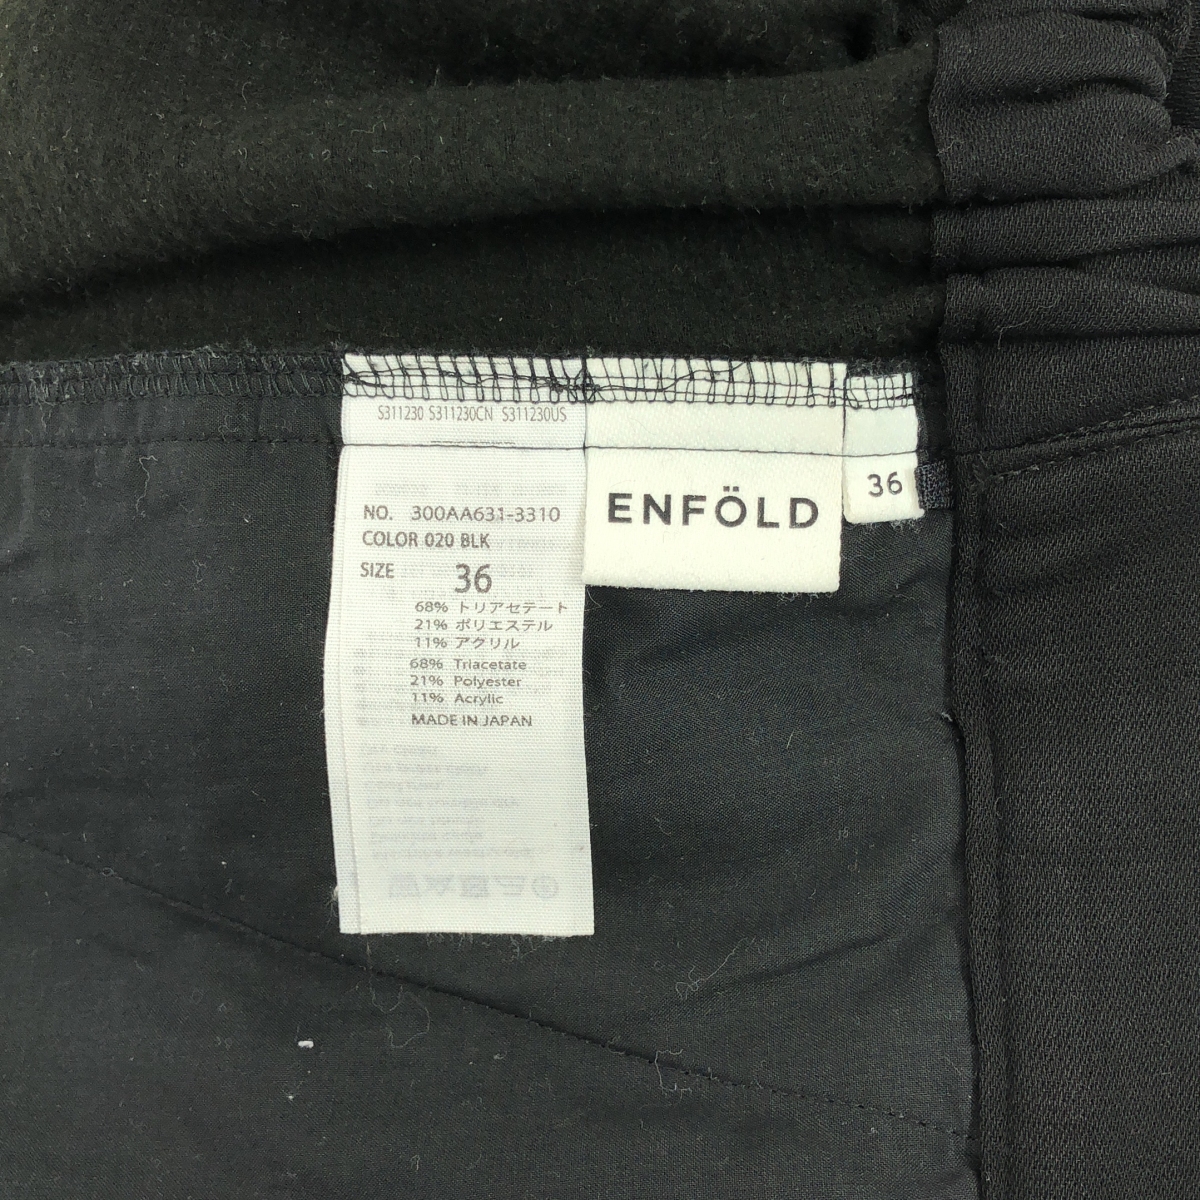 S311230 S311230CN S311230US
NO. 300AA631-3310
COLOR 020 BLK
SIZE 36
68% トリアセテート
21% ポリエステル
11% アクリル
68% Triacetate
21% Polyester
11% Acrylic
MADE IN JAPAN
ENFÖLD
36